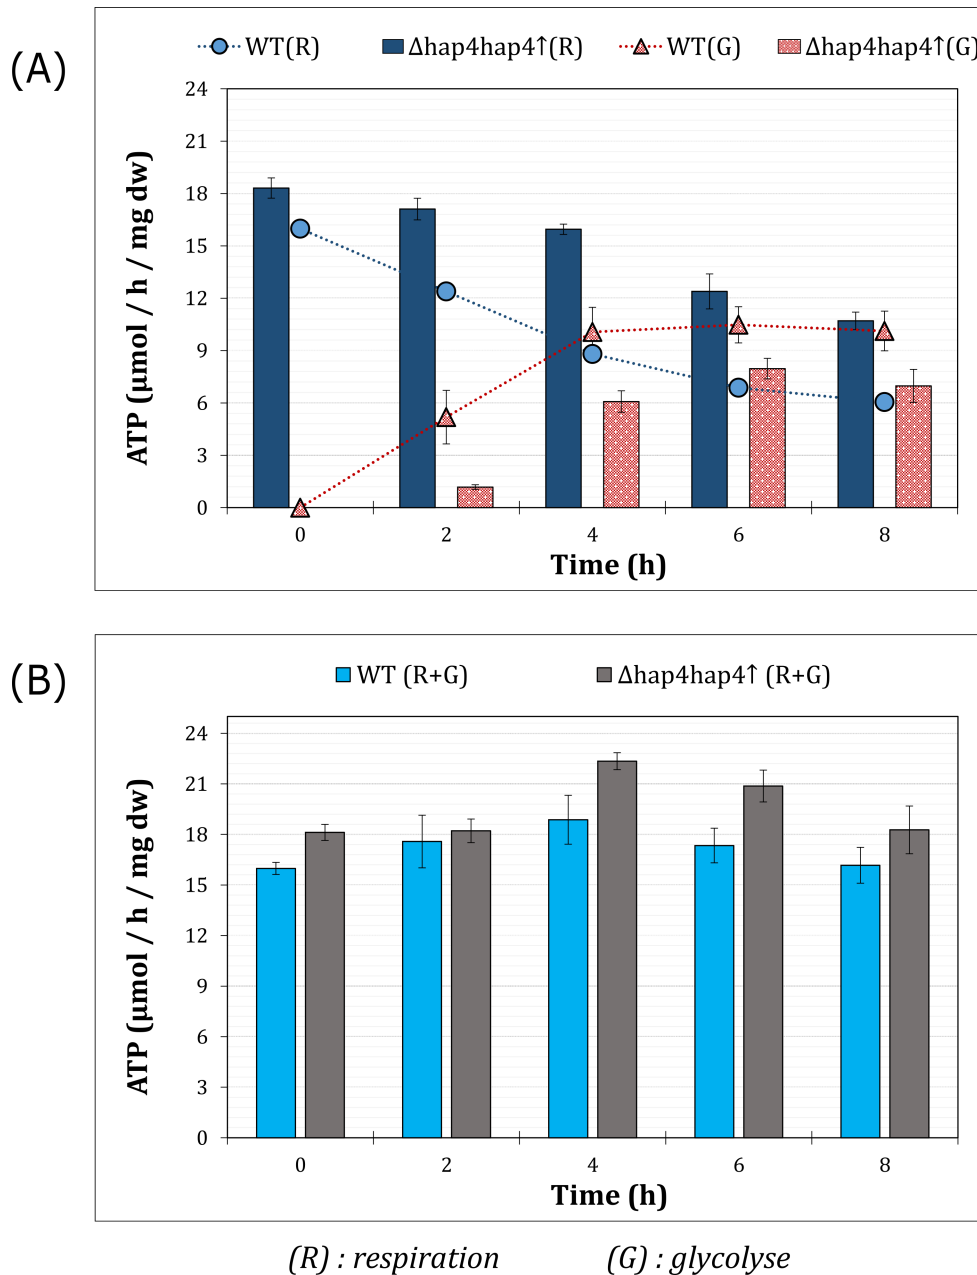 (A)
WT(R) Δhap4hap4↑(R) WT(G) Δhap4hap4↑(G)
24
21
18
15
12
9
6
3
0
ATP (µmol / h / mg dw)
0 2 4 6 8
Time (h)
(B)
WT (R+G) Δhap4hap4↑ (R+G)
24
21
18
15
12
9
6
3
0
ATP (µmol / h / mg dw)
0 2 4 6 8
Time (h)
(R) : respiration (G) : glycolyse